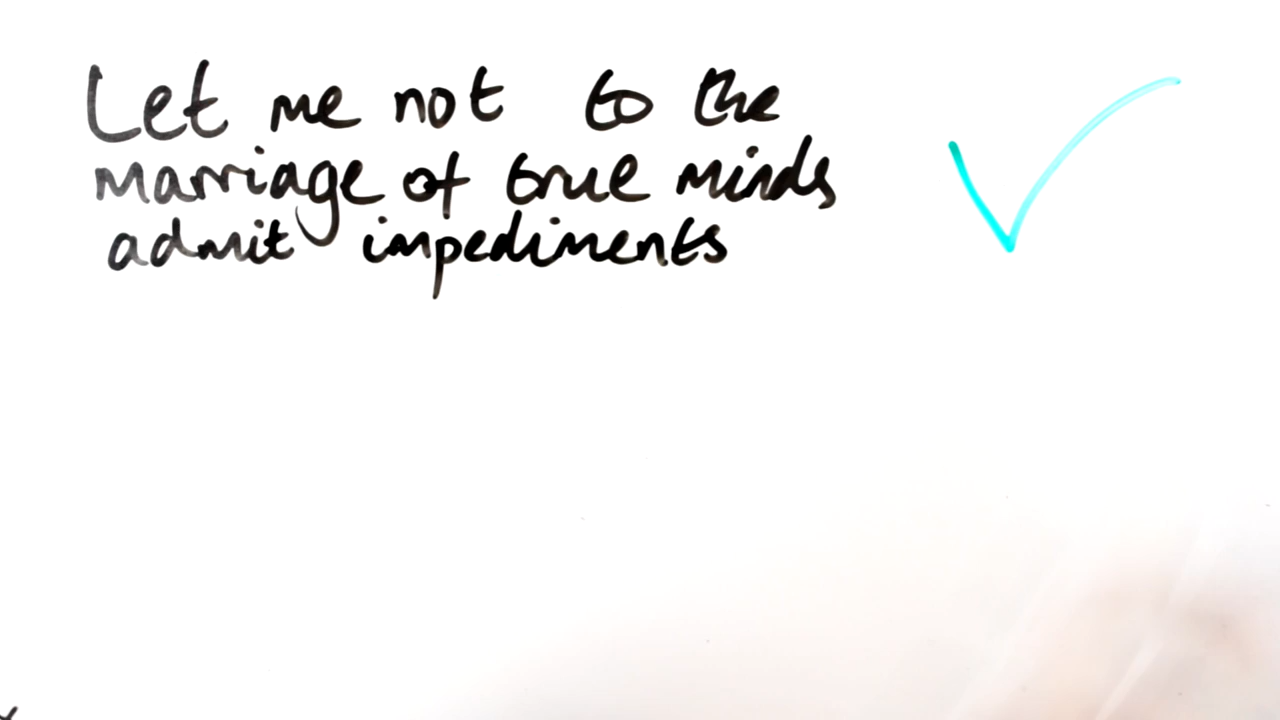 Let me not to the
marriage of true minds
admit impediments